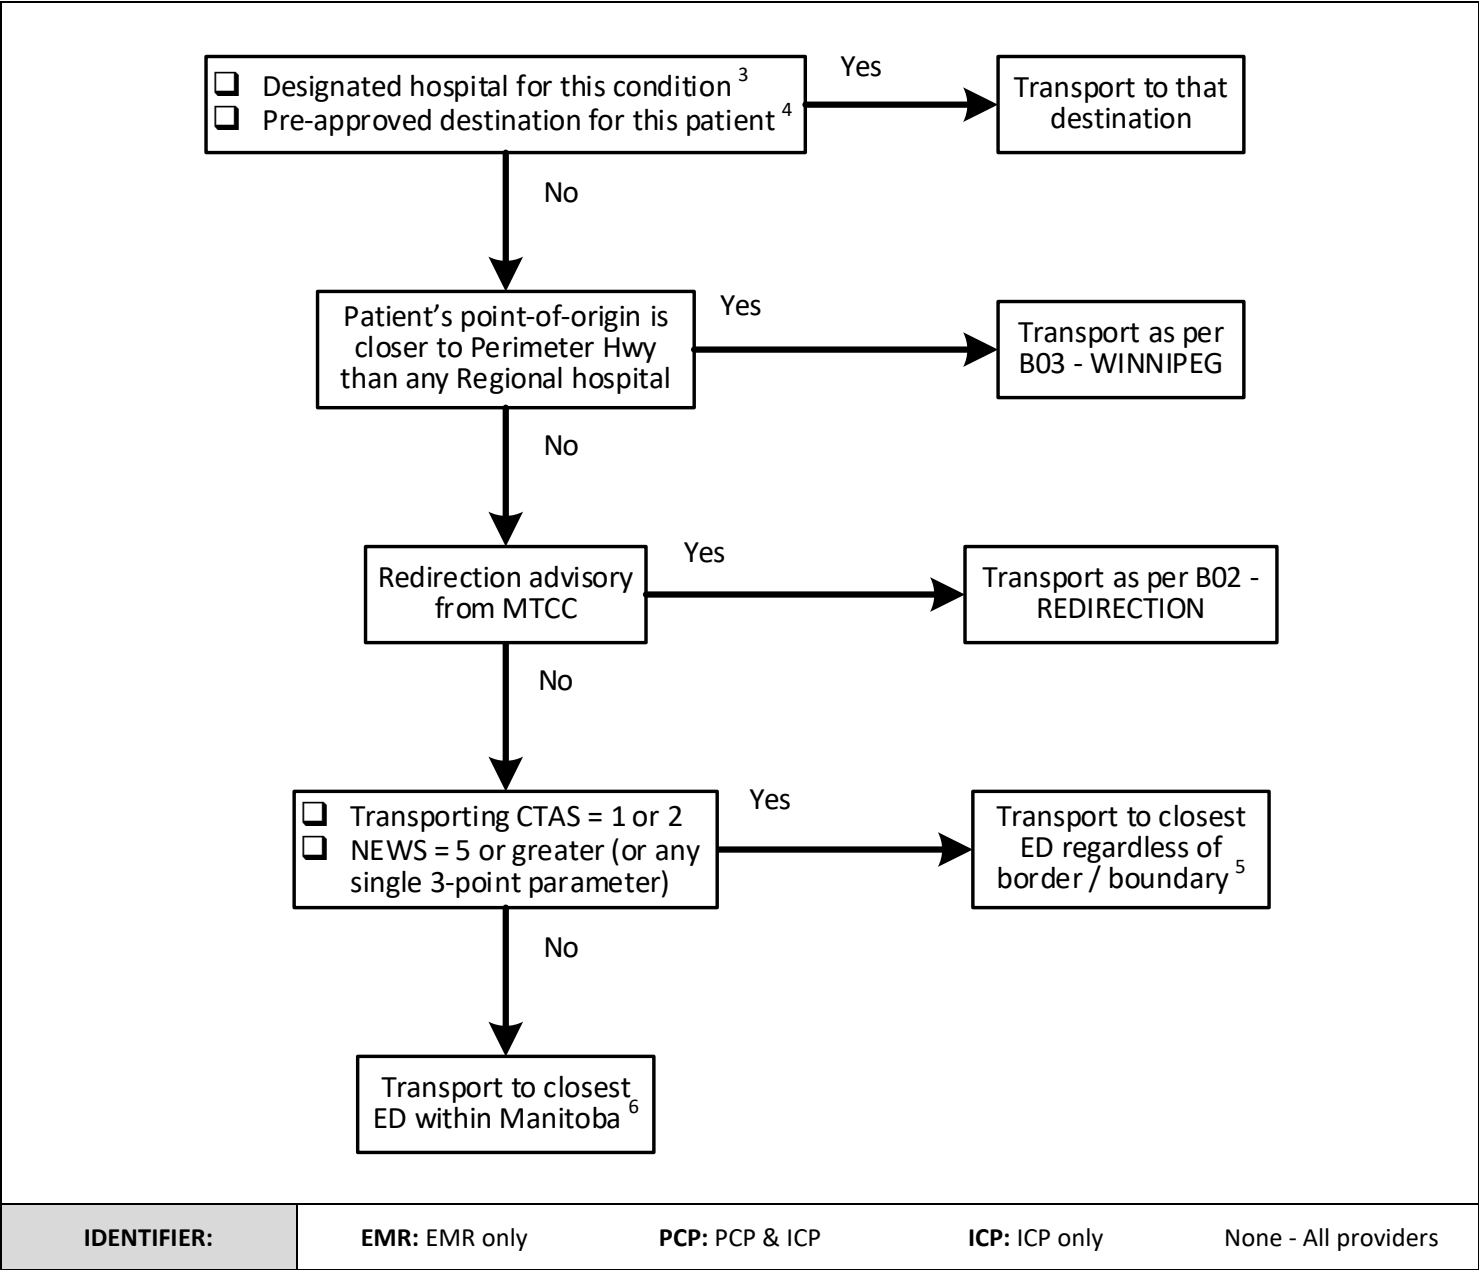 ❑ Designated hospital for this condition 3
❑ Pre-approved destination for this patient 4
Yes
Transport to that
destination
No
Patient’s point-of-origin is
closer to Perimeter Hwy
than any Regional hospital
Yes
Transport as per
B03 - WINNIPEG
No
Redirection advisory
from MTCC
Yes
Transport as per B02 -
REDIRECTION
No
❑ Transporting CTAS = 1 or 2
❑ NEWS = 5 or greater (or any
single 3-point parameter)
Yes
Transport to closest
ED regardless of
border / boundary 5
No
Transport to closest
ED within Manitoba 6
IDENTIFIER: EMR: EMR only PCP: PCP & ICP ICP: ICP only None - All providers